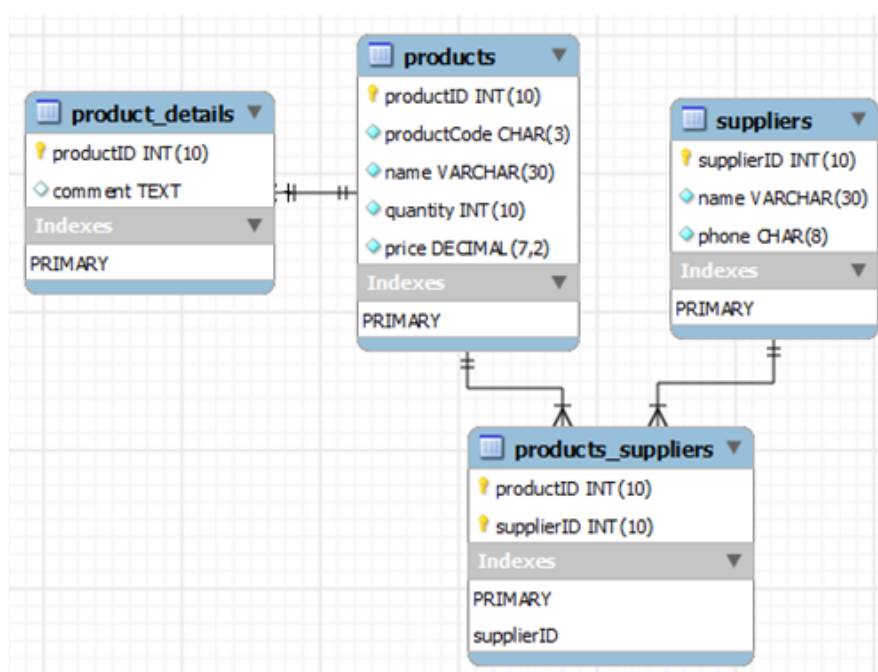 product_details
productID INT(10)
comment TEXT
Indexes
PRIMARY
products
productID INT(10)
productCode CHAR(3)
name VARCHAR(30)
quantity INT(10)
price DECIMAL(7,2)
Indexes
PRIMARY
suppliers
supplierID INT(10)
name VARCHAR(30)
phone CHAR(8)
Indexes
PRIMARY
products_suppliers
productID INT(10)
supplierID INT(10)
Indexes
PRIMARY
supplierID